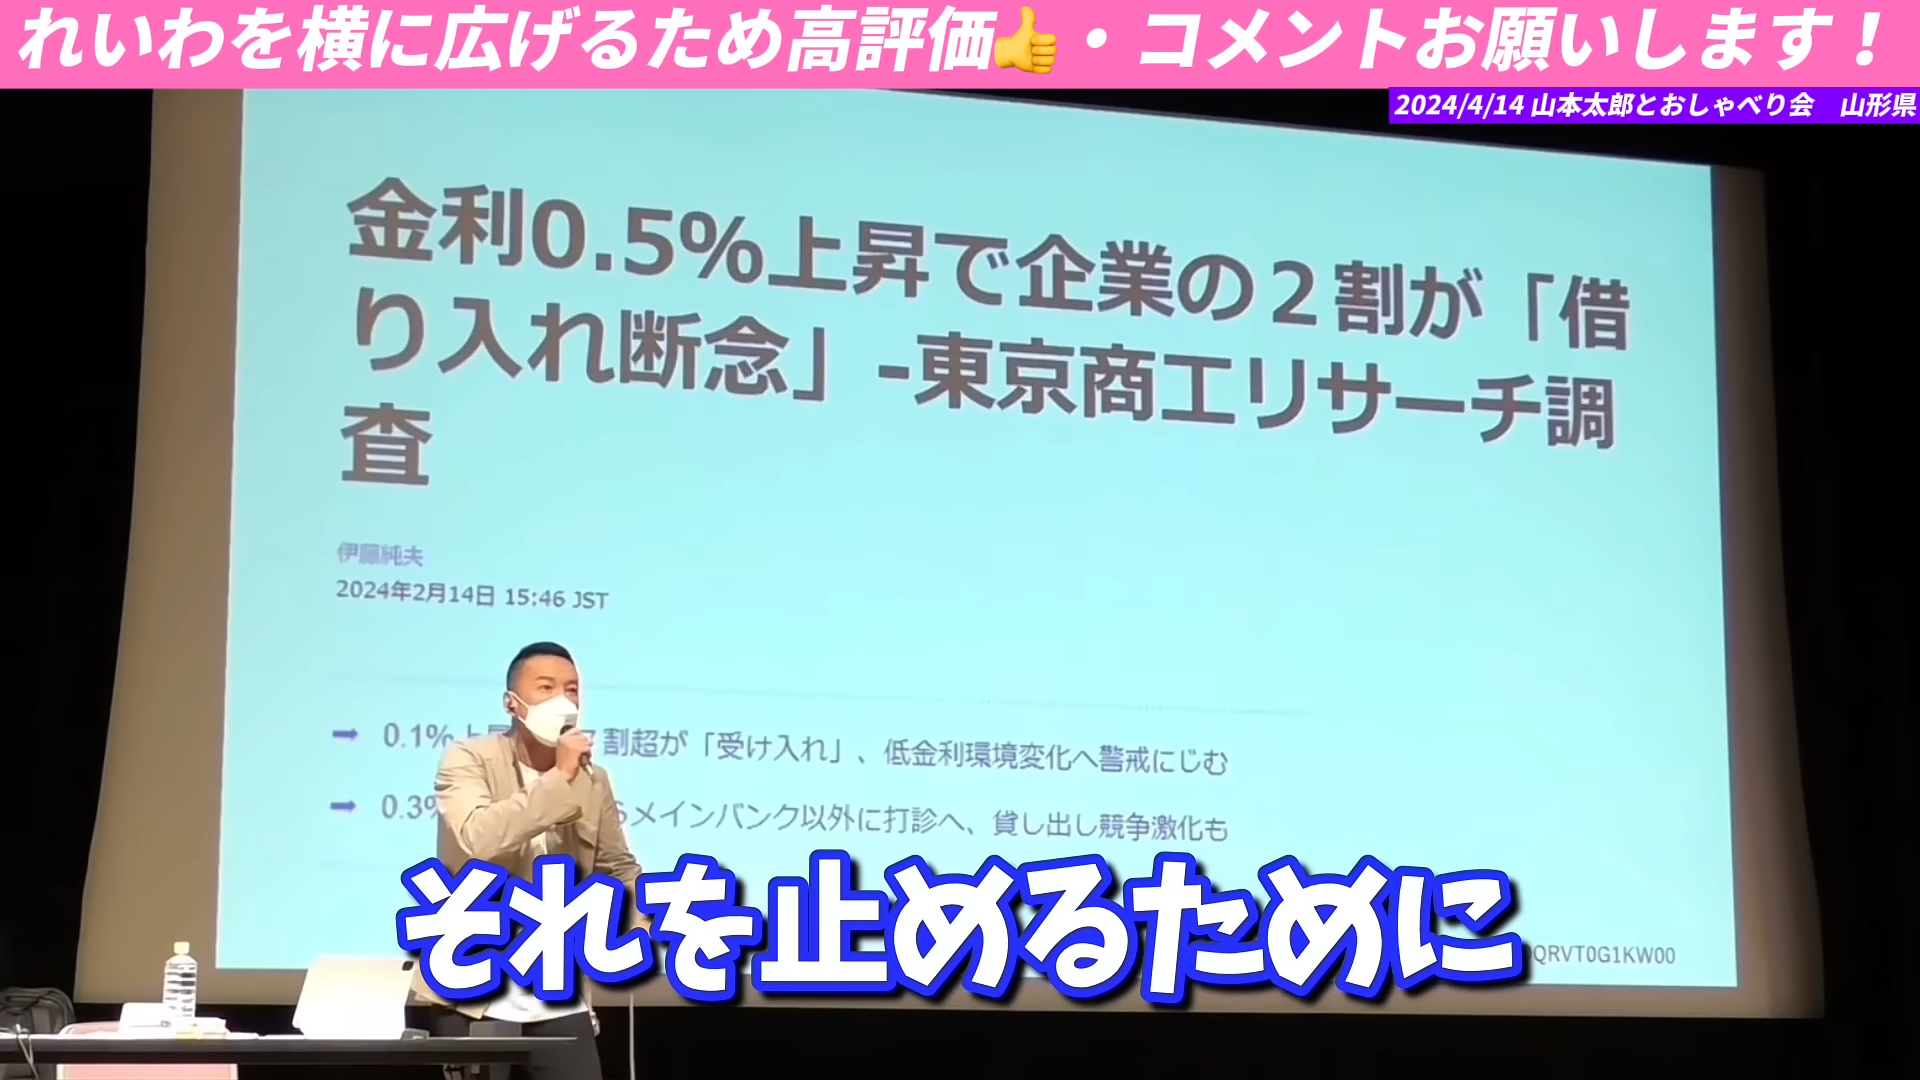 れいわを横に広げるため高評価👍・コメントお願いします！
2024/4/14 山本太郎とおしゃべり会　山形県
金利0.5%上昇で企業の２割が「借
り入れ断念」-東京商工リサーチ調
査
伊藤純夫
2024年2月14日 15:46 JST
➡ 0.1%上昇 割超が「受け入れ」、低金利環境変化へ警戒にじむ
➡ 0.3% らメインバンク以外に打診へ、貸し出し競争激化も
QRVT0G1KW00
それを止めるために